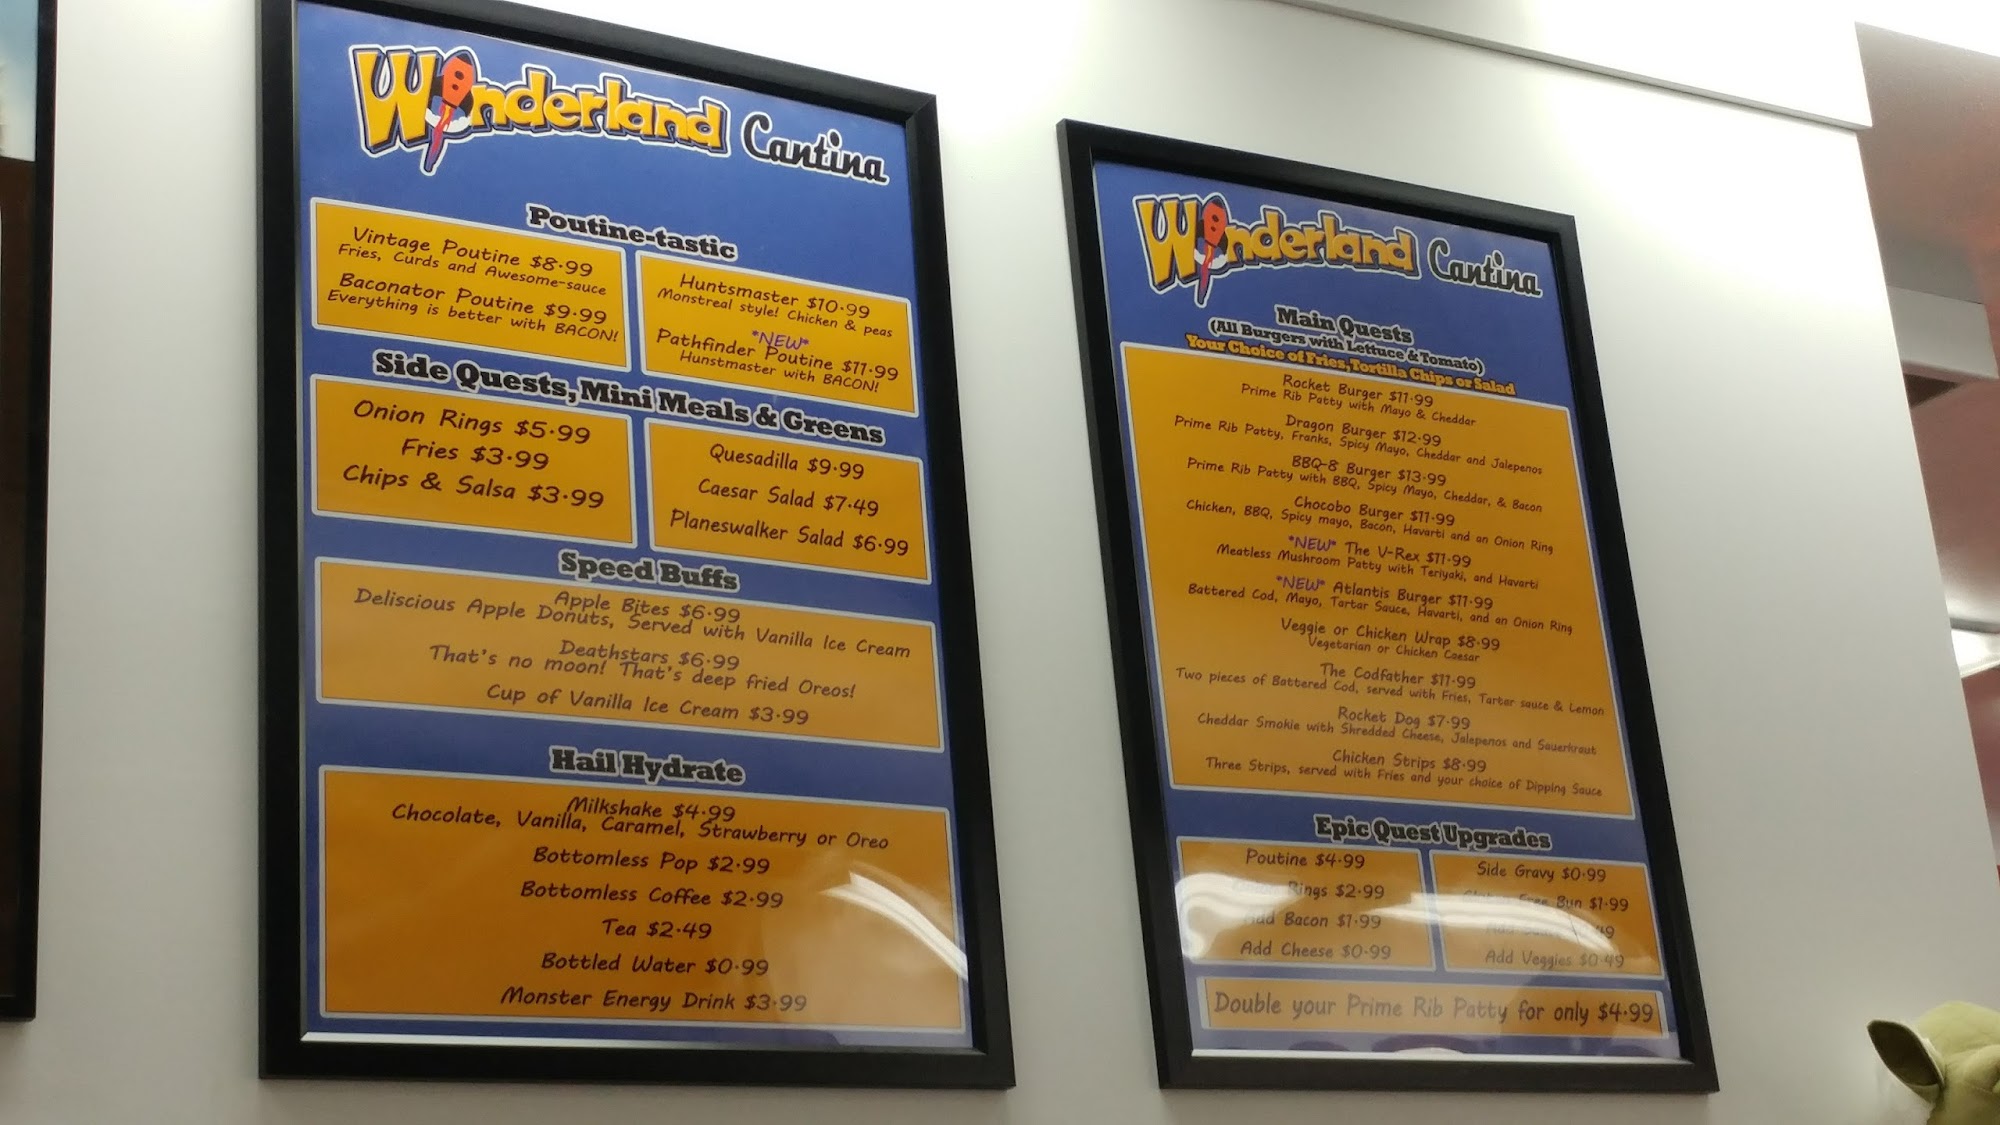 Wonderland Cantina
Poutine-tastic
Vintage Poutine $8.99
Fries, Curds and Awesome-sauce
Baconator Poutine $9.99
Everything is better with BACON!
Huntsmaster $10.99
Monstreal style! Chicken & peas
*NEW*
Pathfinder Poutine $11.99
Hunstmaster with BACON!
Side Quests, Mini Meals & Greens
Onion Rings $5.99
Fries $3.99
Chips & Salsa $3.99
Quesadilla $9.99
Caesar Salad $7.49
Planeswalker Salad $6.99
Speed Buffs
Apple Bites $6.99
Deliscious Apple Donuts, Served with Vanilla Ice Cream
Deathstars $6.99
That's no moon! That's deep fried Oreos!
Cup of Vanilla Ice Cream $3.99
Hail Hydrate
Milkshake $4.99
Chocolate, Vanilla, Caramel, Strawberry or Oreo
Bottomless Pop $2.99
Bottomless Coffee $2.99
Tea $2.49
Bottled Water $0.99
Monster Energy Drink $3.99
Wonderland Cantina
Main Quests
(All Burgers with Lettuce & Tomato)
Your Choice of Fries, Tortilla Chips or Salad
Rocket Burger $11.99
Prime Rib Patty with Mayo & Cheddar
Dragon Burger $12.99
Prime Rib Patty, Franks, Spicy Mayo, Cheddar and Jalepenos
BBQ-8 Burger $13.99
Prime Rib Patty with BBQ, Spicy Mayo, Cheddar, & Bacon
Chocobo Burger $11.99
Chicken, BBQ, Spicy mayo, Bacon, Havarti and an Onion Ring
*NEW* The V-Rex $11.99
Meatless Mushroom Patty with Teriyaki, and Havarti
*NEW* Atlantis Burger $11.99
Battered Cod, Mayo, Tartar Sauce, Havarti, and an Onion Ring
Veggie or Chicken Wrap $8.99
Vegetarian or Chicken Caesar
The Codfather $11.99
Two pieces of Battered Cod, served with Fries, Tarter sauce & Lemon
Rocket Dog $7.99
Cheddar Smokie with Shredded Cheese, Jalepenos and Sauerkraut
Chicken Strips $8.99
Three Strips, served with Fries and your choice of Dipping Sauce
Epic Quest Upgrades
Poutine $4.99
Rings $2.99
Add Bacon $1.99
Add Cheese $0.99
Side Gravy $0.99
Free Bun $1.99
Add
Add Veggies $0.49
Double your Prime Rib Patty for only $4.99